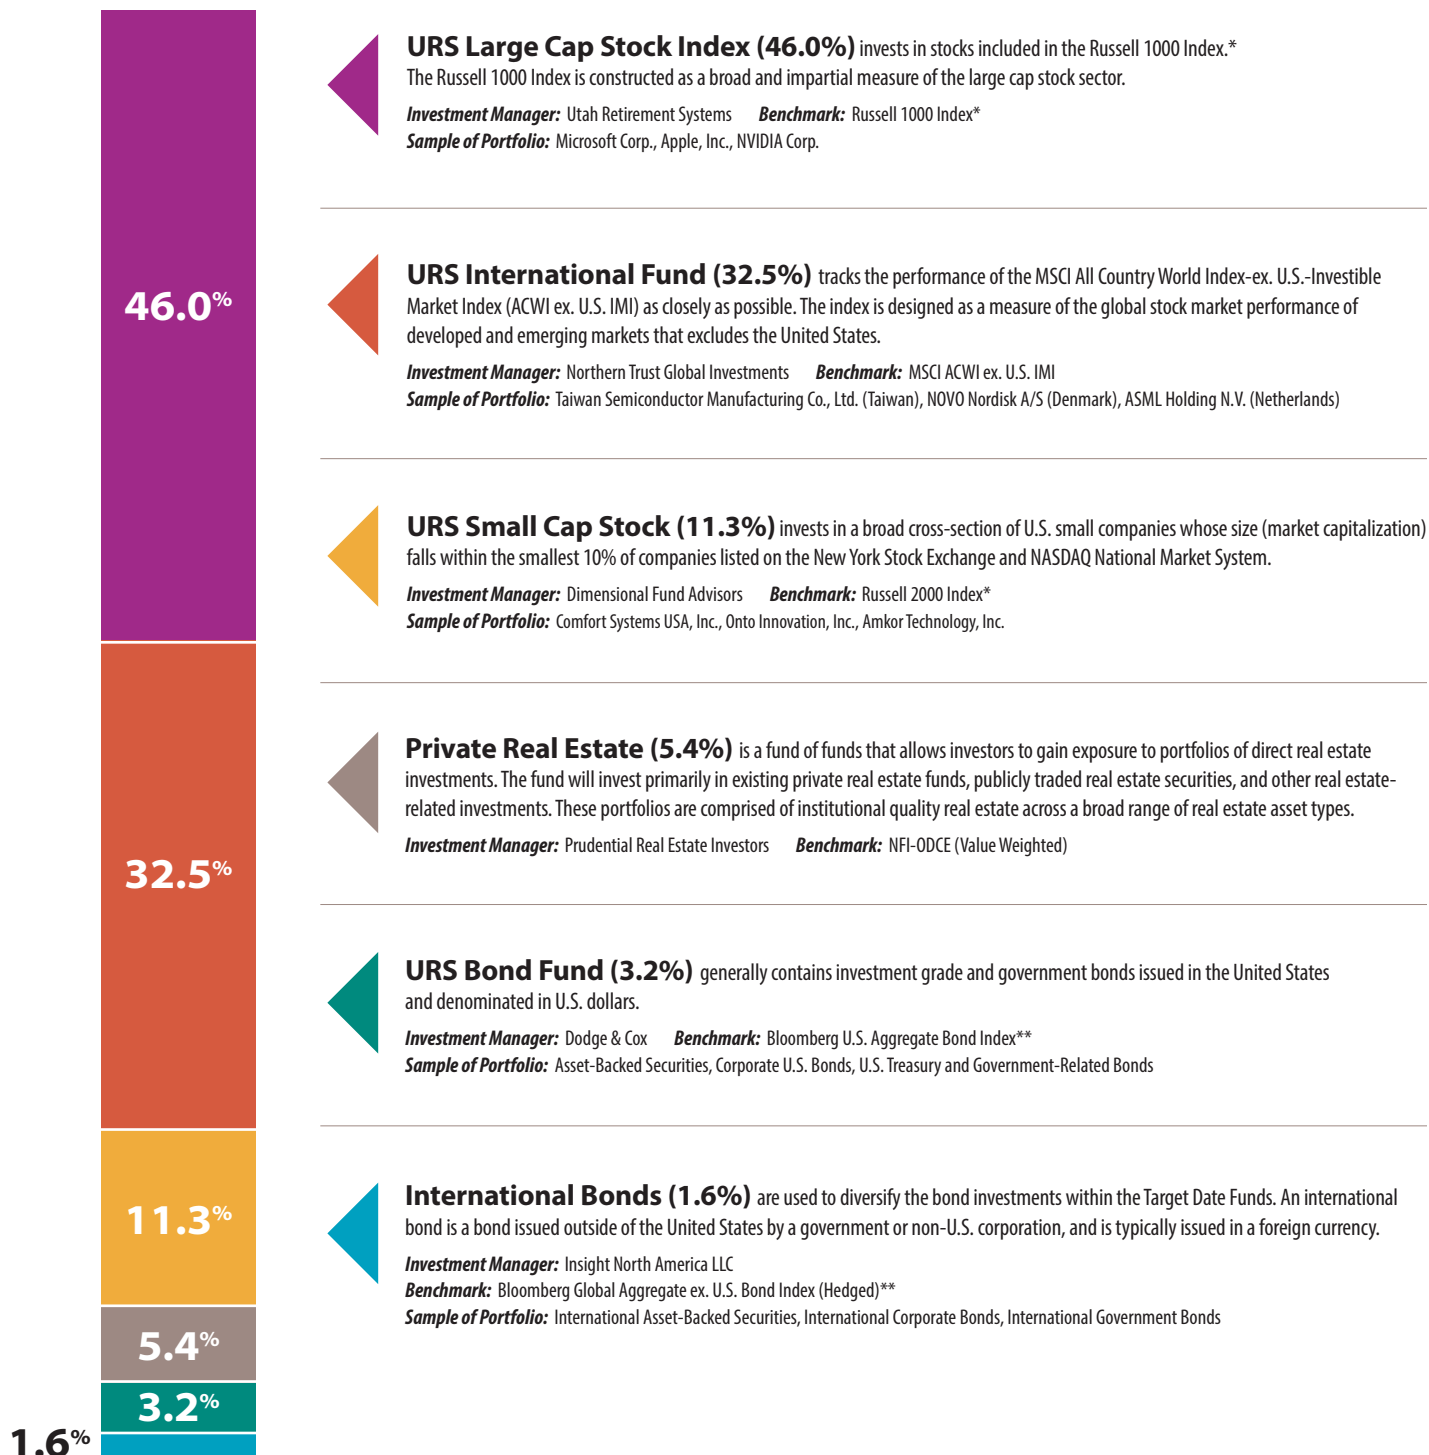 URS Large Cap Stock Index (46.0%) invests in stocks included in the Russell 1000 Index.*
The Russell 1000 Index is constructed as a broad and impartial measure of the large cap stock sector.
Investment Manager: Utah Retirement Systems Benchmark: Russell 1000 Index*
Sample of Portfolio: Microsoft Corp., Apple, Inc., NVIDIA Corp.
46.0%
URS International Fund (32.5%) tracks the performance of the MSCI All Country World Index-ex. U.S.-Investible
Market Index (ACWI ex. U.S. IMI) as closely as possible. The index is designed as a measure of the global stock market performance of
developed and emerging markets that excludes the United States.
Investment Manager: Northern Trust Global Investments Benchmark: MSCI ACWI ex. U.S. IMI
Sample of Portfolio: Taiwan Semiconductor Manufacturing Co., Ltd. (Taiwan), NOVO Nordisk A/S (Denmark), ASML Holding N.V. (Netherlands)
URS Small Cap Stock (11.3%) invests in a broad cross-section of U.S. small companies whose size (market capitalization)
falls within the smallest 10% of companies listed on the New York Stock Exchange and NASDAQ National Market System.
Investment Manager: Dimensional Fund Advisors Benchmark: Russell 2000 Index*
Sample of Portfolio: Comfort Systems USA, Inc., Onto Innovation, Inc., Amkor Technology, Inc.
Private Real Estate (5.4%) is a fund of funds that allows investors to gain exposure to portfolios of direct real estate
investments. The fund will invest primarily in existing private real estate funds, publicly traded real estate securities, and other real estate-
related investments. These portfolios are comprised of institutional quality real estate across a broad range of real estate asset types.
Investment Manager: Prudential Real Estate Investors Benchmark: NFI-ODCE (Value Weighted)
32.5%
URS Bond Fund (3.2%) generally contains investment grade and government bonds issued in the United States
and denominated in U.S. dollars.
Investment Manager: Dodge & Cox Benchmark: Bloomberg U.S. Aggregate Bond Index**
Sample of Portfolio: Asset-Backed Securities, Corporate U.S. Bonds, U.S. Treasury and Government-Related Bonds
International Bonds (1.6%) are used to diversify the bond investments within the Target Date Funds. An international
bond is a bond issued outside of the United States by a government or non-U.S. corporation, and is typically issued in a foreign currency.
Investment Manager: Insight North America LLC
Benchmark: Bloomberg Global Aggregate ex. U.S. Bond Index (Hedged)**
Sample of Portfolio: International Asset-Backed Securities, International Corporate Bonds, International Government Bonds
11.3%
5.4%
3.2%
1.6%